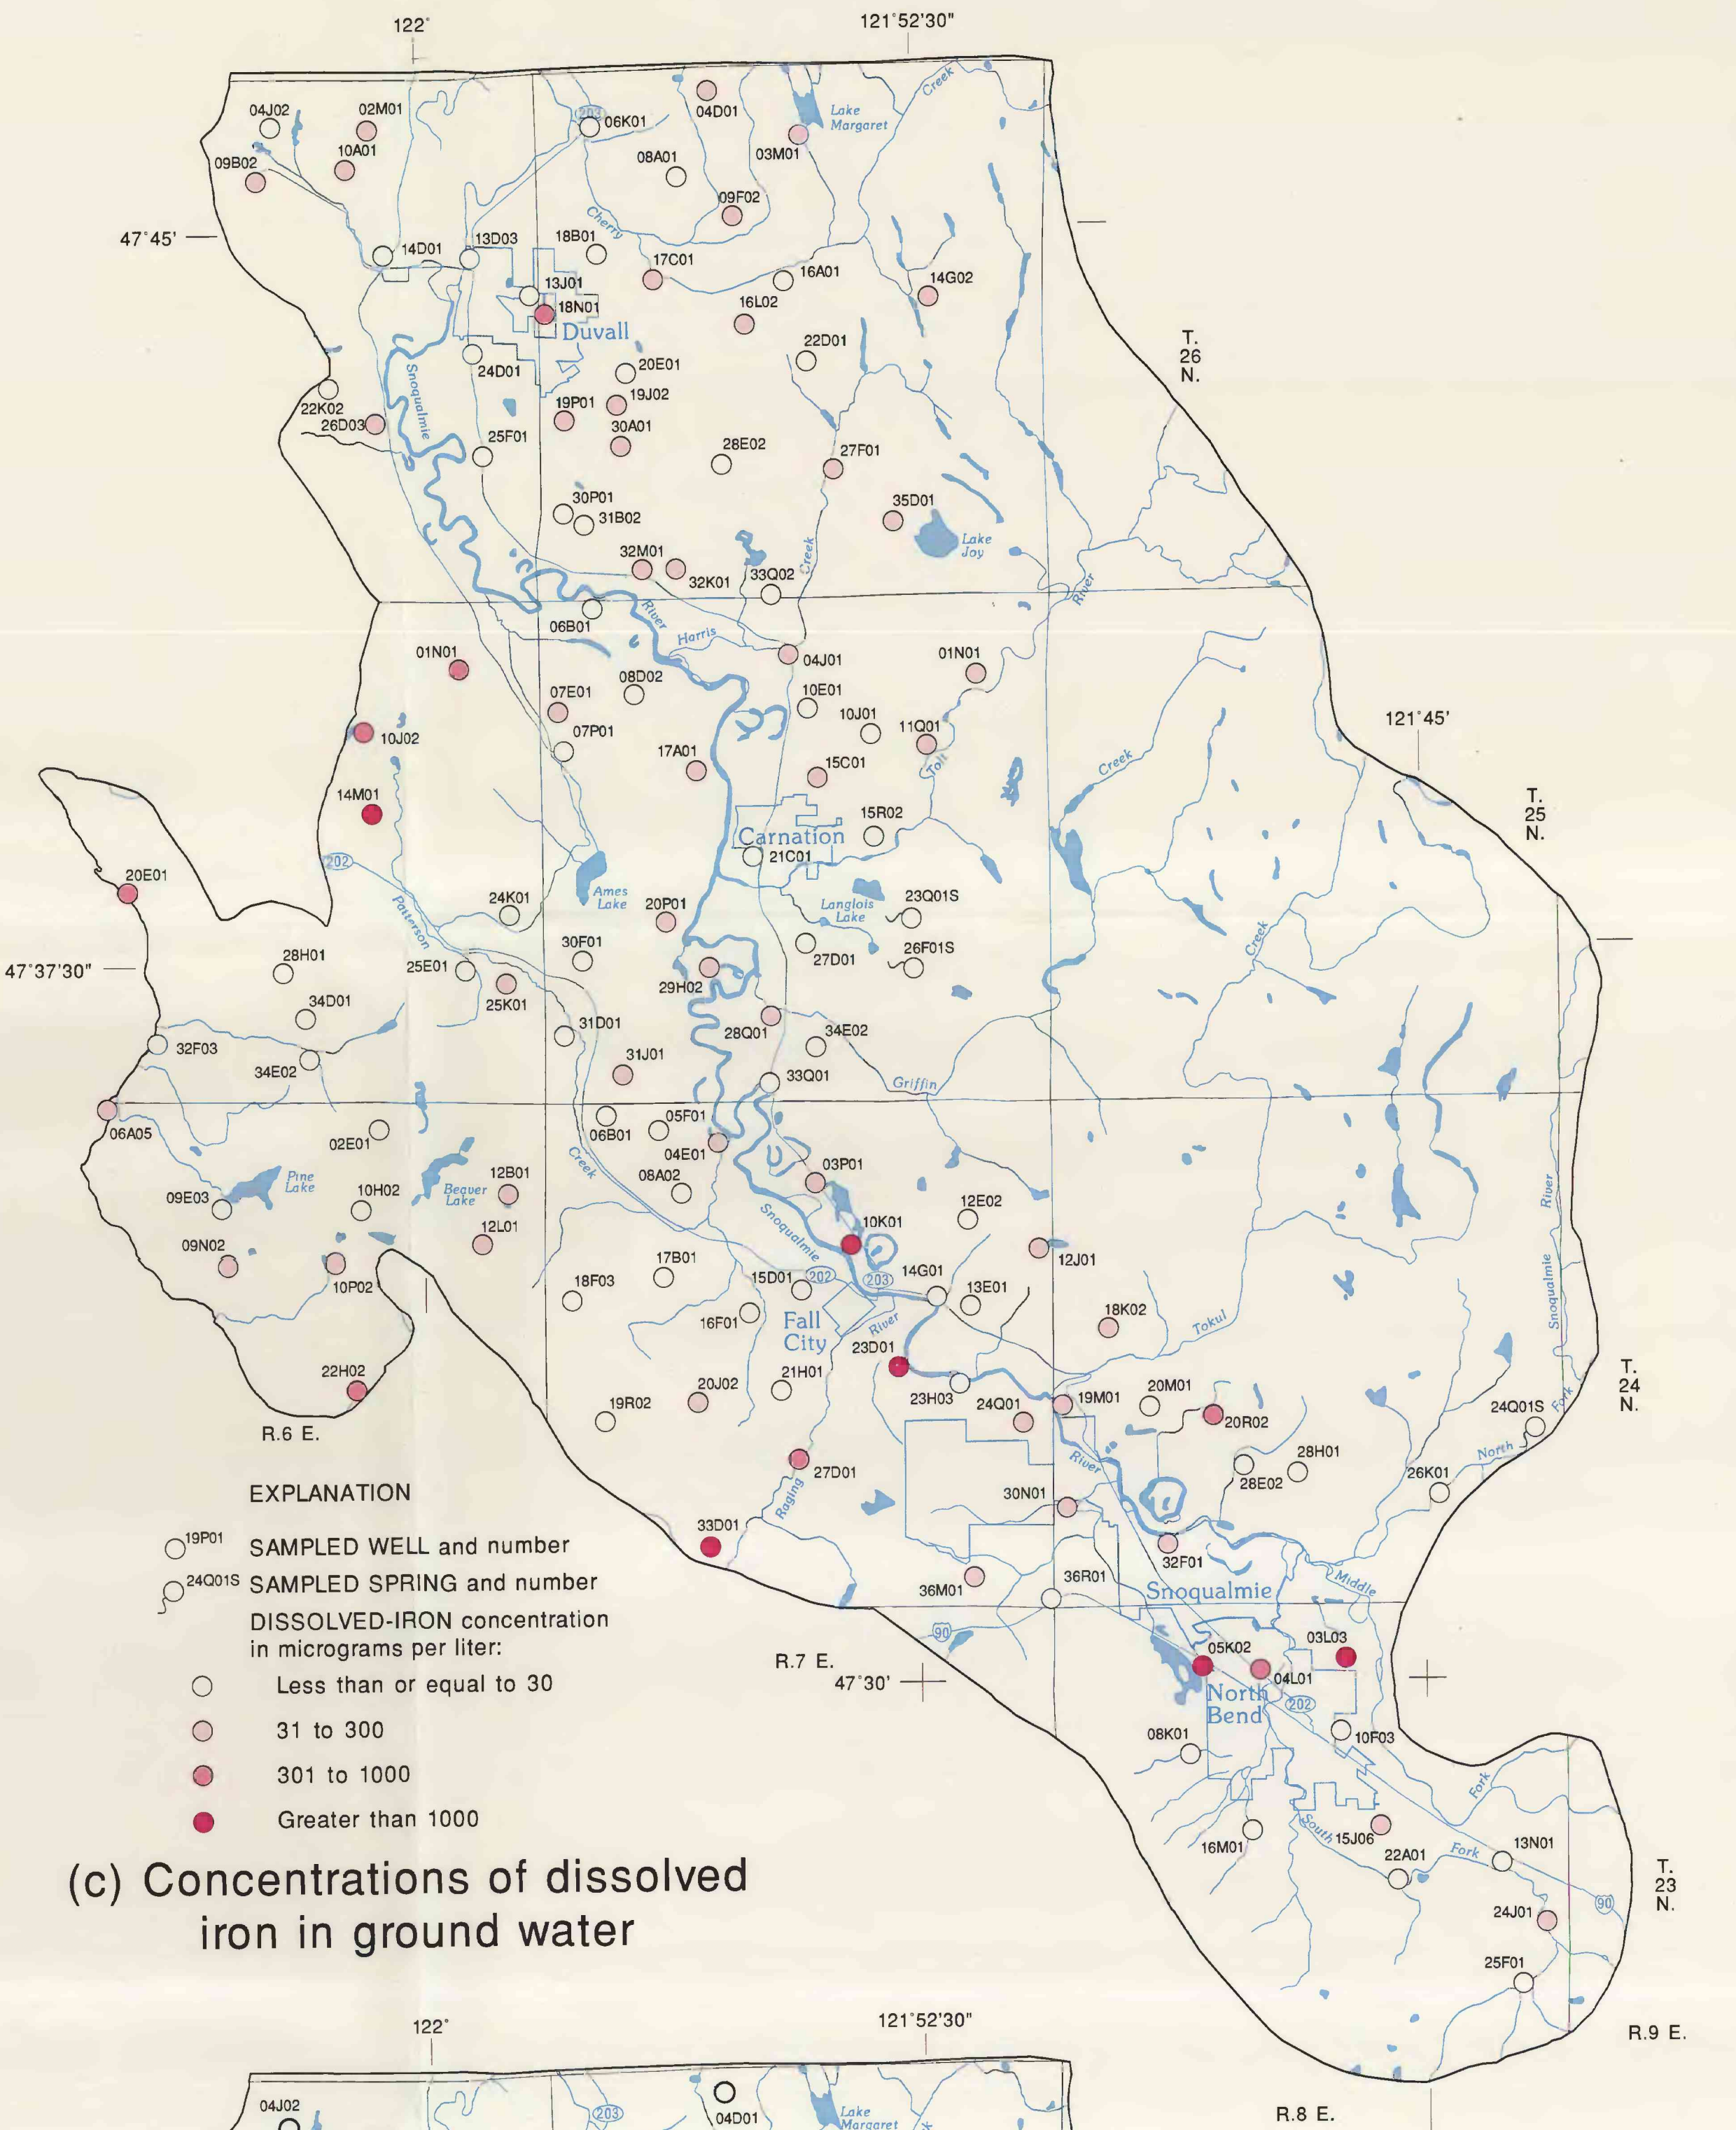 122°
121°52'30"
04J02
02M01
203
06K01
04D01
Creek
Lake
Margaret
09B02
10A01
08A01
03M01
09F02
Cherry
47°45'
14D01
13D03
18B01
17C01
16A01
14G02
13J01
18N01
16L02
Duvall
22D01
T.
26
N.
24D01
20E01
Snoqualmie
22K02
19P01
19J02
26D03
25F01
30A01
28E02
27F01
30P01
31B02
35D01
Lake
Joy
32M01
32K01
33Q02
Creek
River
06B01
River
Harris
04J01
01N01
01N01
08D02
10E01
07E01
10J01
11Q01
121°45'
10J02
07P01
17A01
15C01
Tolt
Creek
14M01
15R02
T.
25
N.
Carnation
21C01
202
20E01
Ames
Lake
24K01
20P01
Langlois
Lake
23Q01S
Patterson
30F01
27D01
26F01S
Creek
47°37'30"
28H01
25E01
25K01
29H02
34D01
31D01
28Q01
34E02
32F03
34E02
31J01
33Q01
Griffin
06A05
02E01
06B01
05F01
04E01
Creek
Pine
Lake
Beaver
Lake
12B01
08A02
03P01
09E03
10H02
12E02
Snoqualmie
10K01
09N02
12L01
12J01
River
10P02
18F03
17B01
15D01
202
203
14G01
13E01
16F01
Fall
City
River
18K02
Tokul
Snoqualmie
23D01
22H02
20J02
21H01
23H03
24Q01
19M01
20M01
T.
24
N.
R.6 E.
19R02
20R02
24Q01S
Fork
27D01
River
28E02
28H01
26K01
North
EXPLANATION
Raging
30N01
19P01
SAMPLED WELL and number
33D01
32F01
24Q01S
SAMPLED SPRING and number
36M01
36R01
Snoqualmie
Middle
DISSOLVED-IRON concentration
in micrograms per liter:
90
05K02
03L03
R.7 E.
47°30'
04L01
Less than or equal to 30
North
Bend
202
31 to 300
08K01
10F03
301 to 1000
Fork
Greater than 1000
16M01
South
15J06
22A01
Fork
13N01
(c) Concentrations of dissolved
iron in ground water
T.
23
N.
90
24J01
25F01
122°
121°52'30"
R.9 E.
04J02
203
04D01
Lake
Margaret
R.8 E.